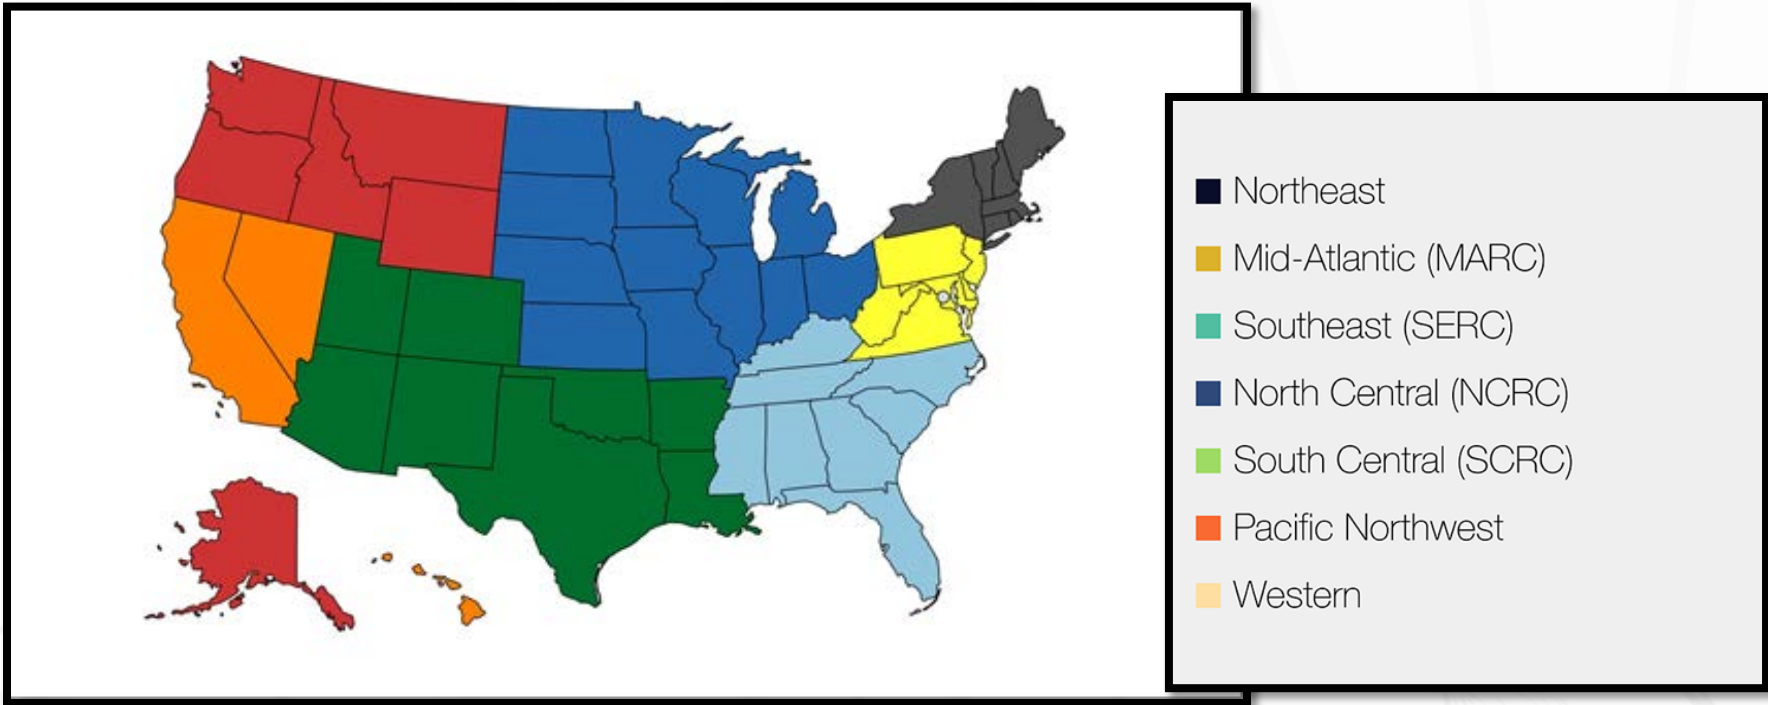 Northeast
Mid-Atlantic (MARC)
Southeast (SERC)
North Central (NCRC)
South Central (SCRC)
Pacific Northwest
Western